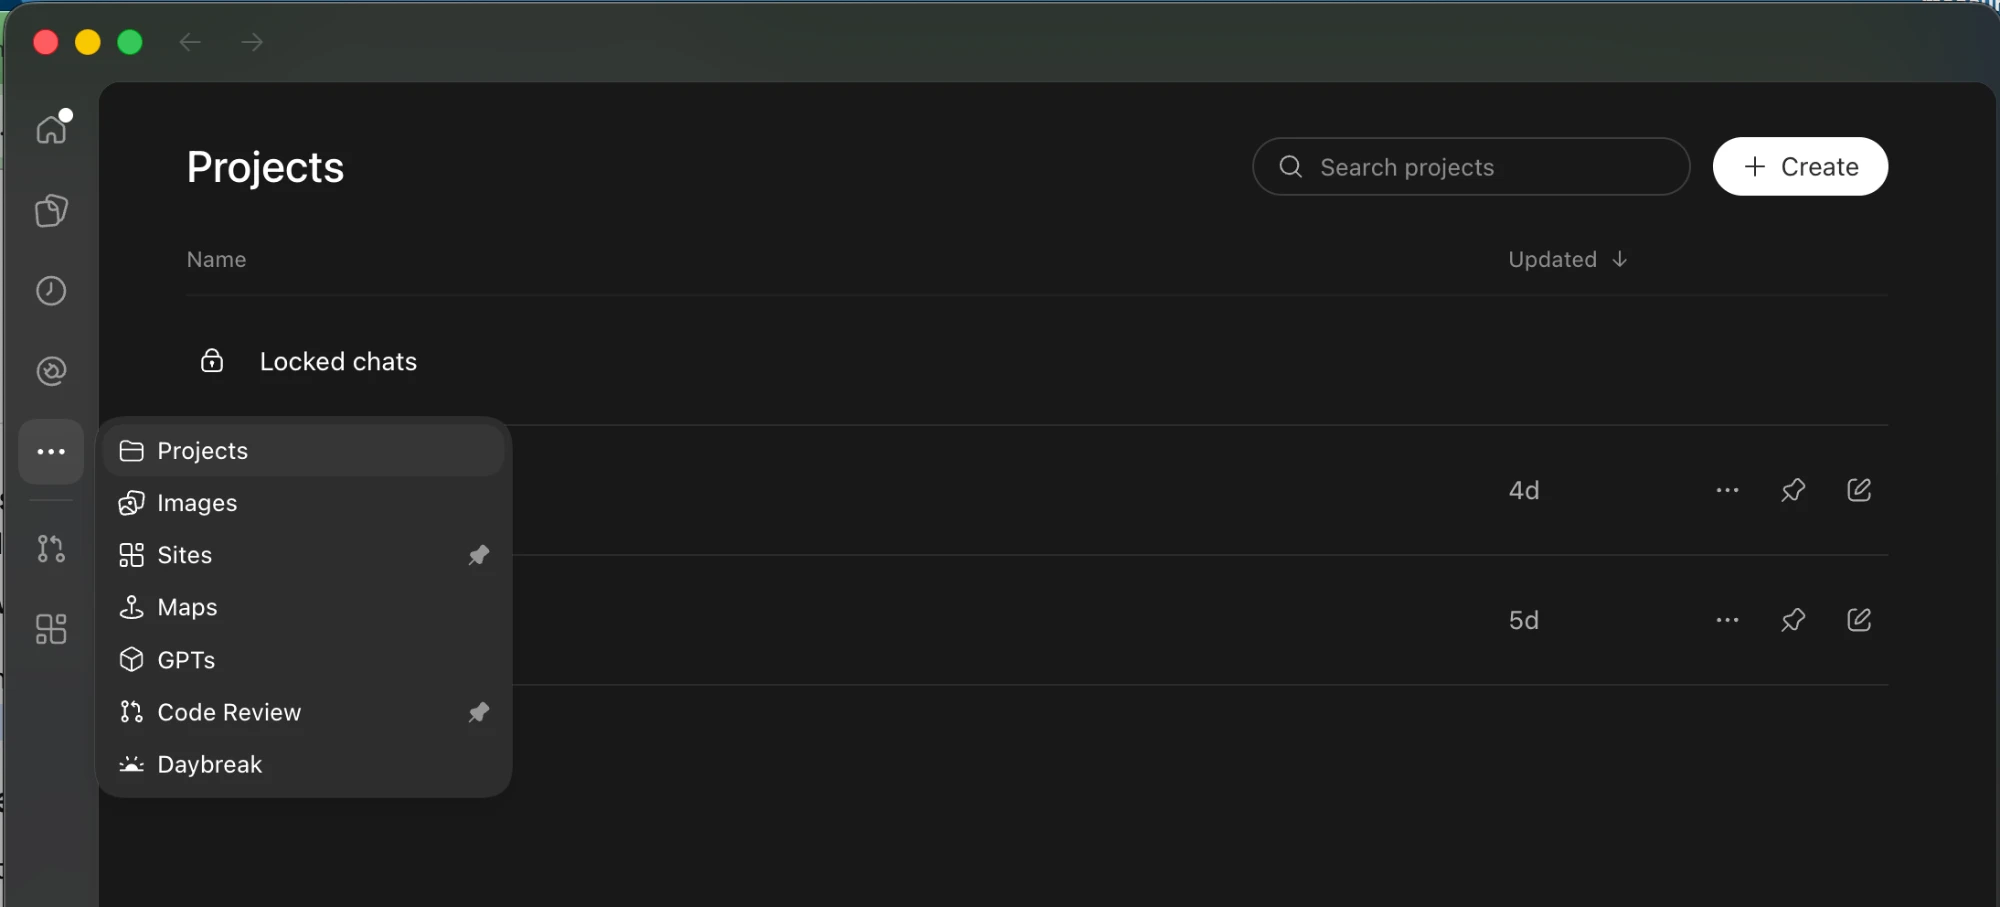 Projects
Search projects
Create
Name
Updated
Locked chats
Projects
Images
4d
Sites
Maps
5d
GPTs
Code Review
Daybreak